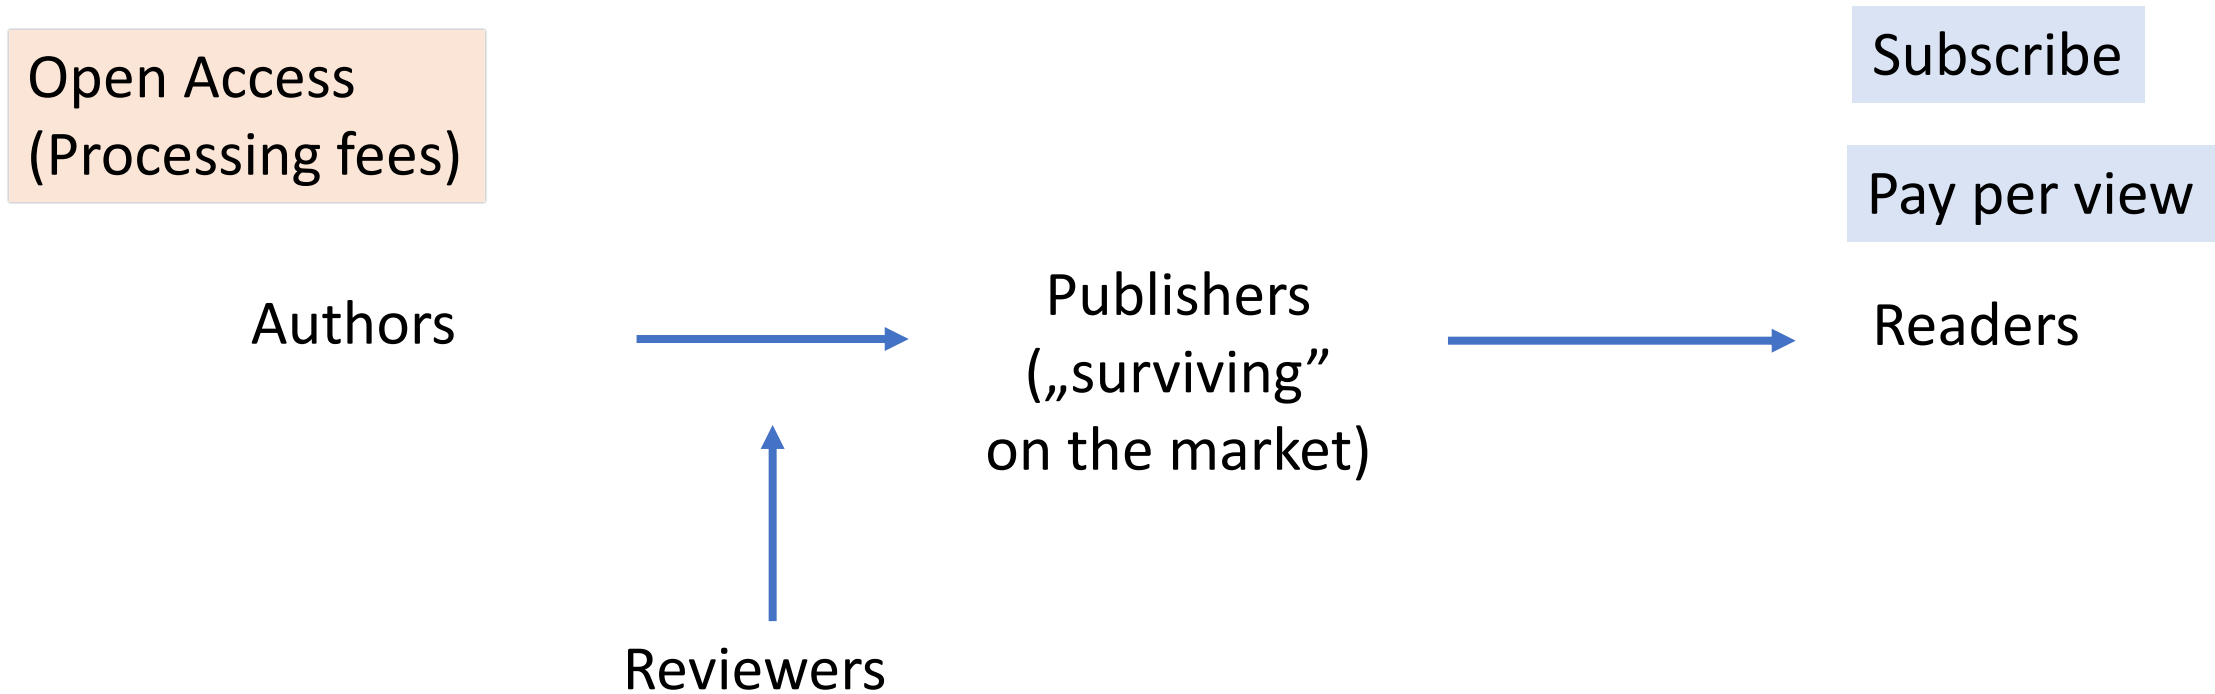 Open Access
(Processing fees)
Subscribe
Pay per view
Authors
Publishers
(„surviving”
on the market)
Readers
Reviewers